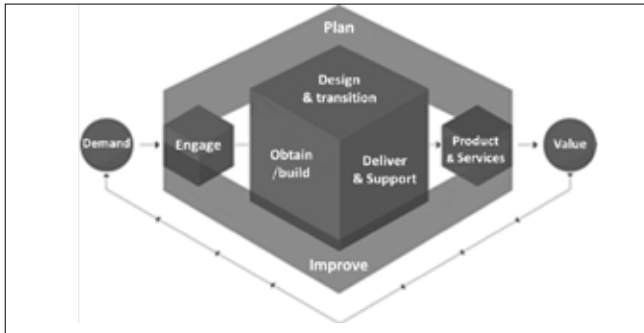 Plan
Design
& transition
Demand
Engage
Obtain
/build
Deliver
& Support
Product
& Services
Value
Improve